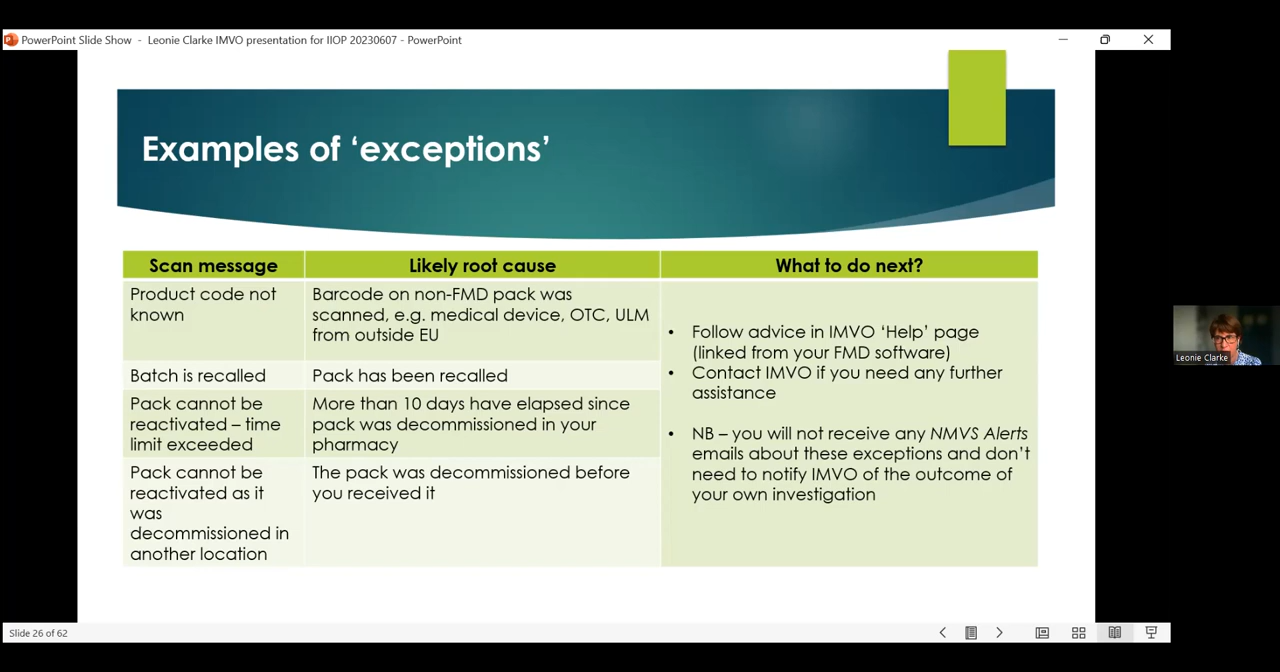 PowerPoint Slide Show - Leonie Clarke IMVO presentation for IIOP 20230607 - PowerPoint
Examples of ‘exceptions’
Scan message
Likely root cause
What to do next?
Product code not
known
Barcode on non-FMD pack was
scanned, e.g. medical device, OTC, ULM
from outside EU
Batch is recalled
Pack has been recalled
Pack cannot be
reactivated – time
limit exceeded
More than 10 days have elapsed since
pack was decommissioned in your
pharmacy
Pack cannot be
reactivated as it
was
decommissioned in
another location
The pack was decommissioned before
you received it
• Follow advice in IMVO ‘Help’ page
(linked from your FMD software)
• Contact IMVO if you need any further
assistance
• NB – you will not receive any NMVS Alerts
emails about these exceptions and don’t
need to notify IMVO of the outcome of
your own investigation
Leonie Clarke
Slide 26 of 62